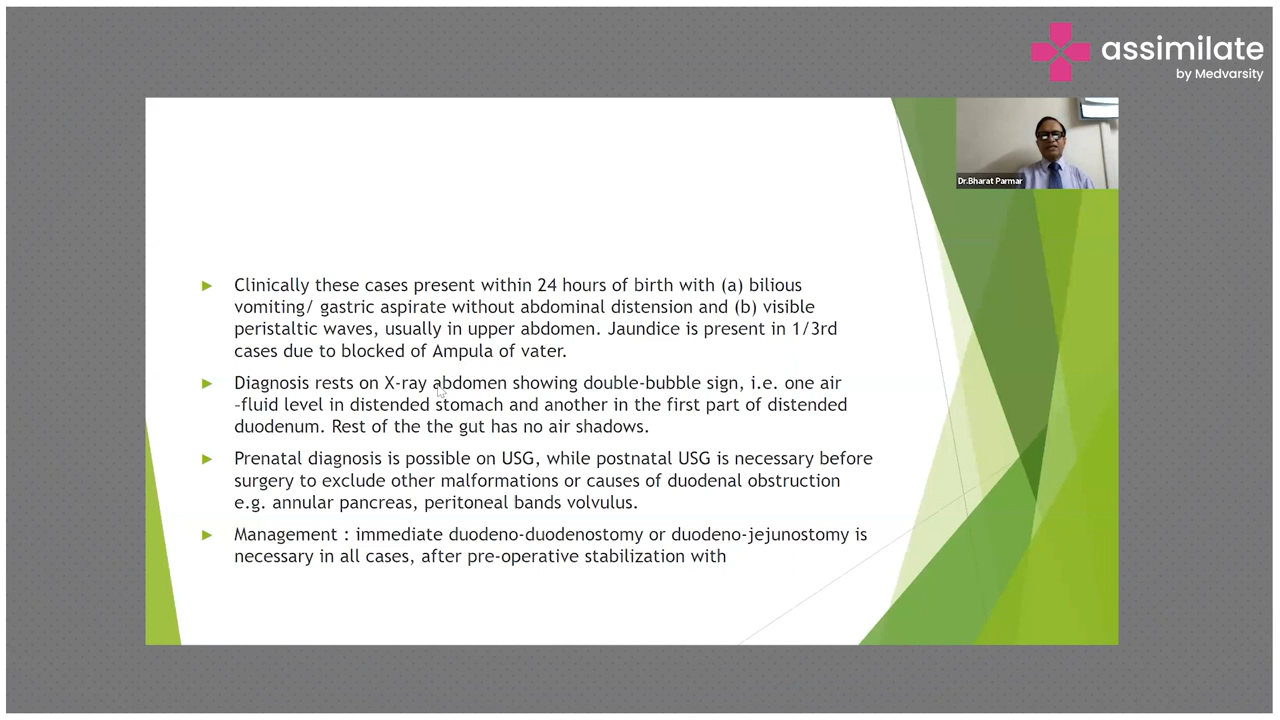 assimilate
by Medvarsity
Dr.Bharat Parmar
Clinically these cases present within 24 hours of birth with (a) bilious
vomiting/ gastric aspirate without abdominal distension and (b) visible
peristaltic waves, usually in upper abdomen. Jaundice is present in 1/3rd
cases due to blocked of Ampula of vater.
Diagnosis rests on X-ray abdomen showing double-bubble sign, i.e. one air
-fluid level in distended stomach and another in the first part of distended
duodenum. Rest of the the gut has no air shadows.
Prenatal diagnosis is possible on USG, while postnatal USG is necessary before
surgery to exclude other malformations or causes of duodenal obstruction
e.g. annular pancreas, peritoneal bands volvulus.
Management : immediate duodeno-duodenostomy or duodeno-jejunostomy is
necessary in all cases, after pre-operative stabilization with